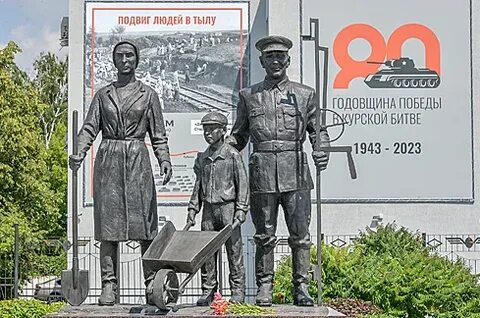 ПОДВИГ ЛЮДЕЙ В ТЫЛУ
80
ГОДОВЩИНА ПОБЕДЫ
В КУРСКОЙ БИТВЕ
1943 - 2023